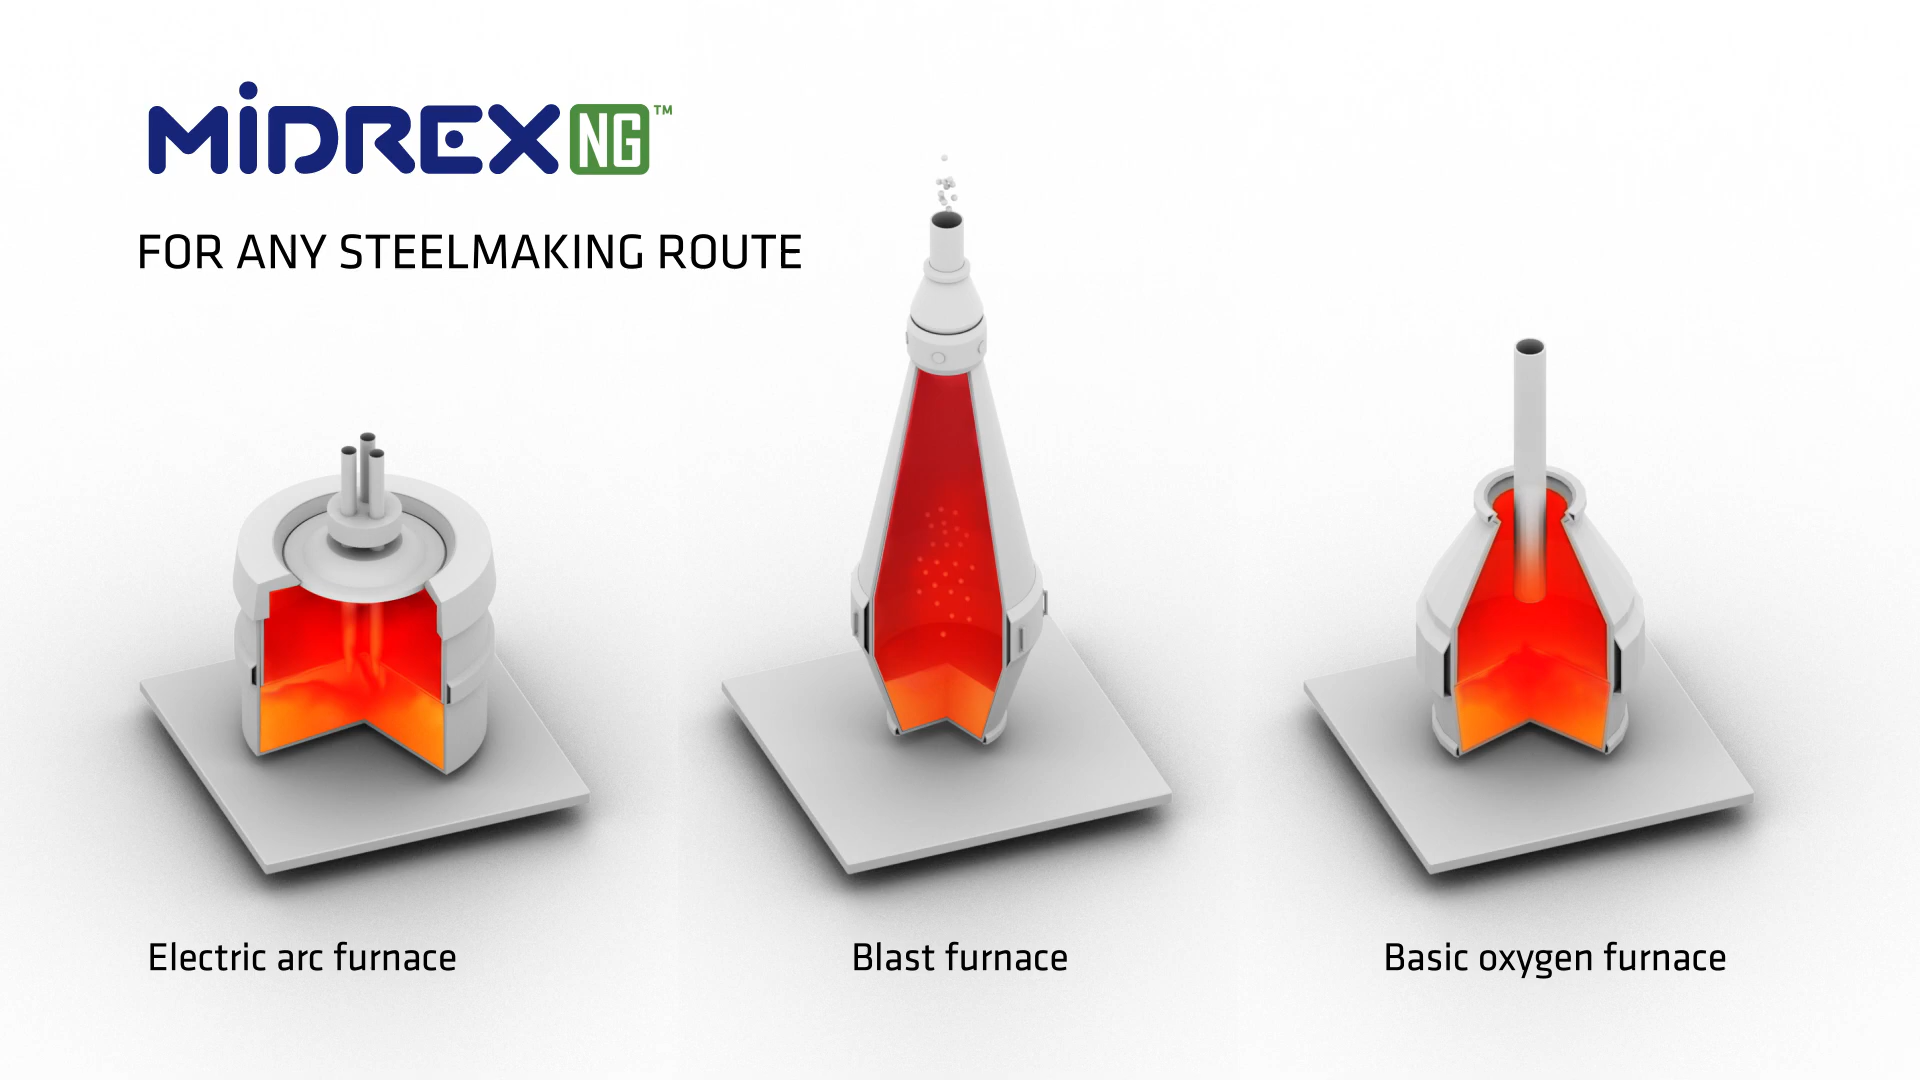 MIDREX NG™
FOR ANY STEELMAKING ROUTE
Electric arc furnace
Blast furnace
Basic oxygen furnace